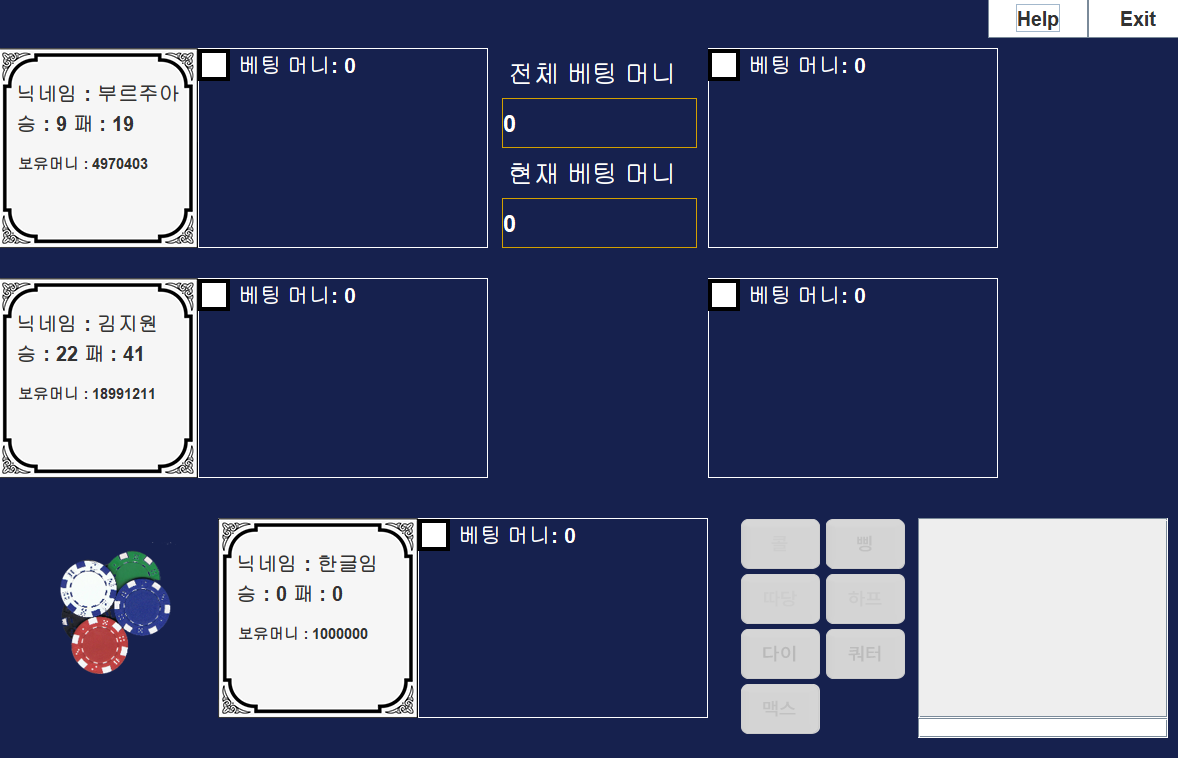 Help
Exit
닉네임 : 부르주아
승 : 9 패 : 19
보유머니 : 4970403
베팅 머니: 0
전체 베팅 머니
0
현재 베팅 머니
0
베팅 머니: 0
닉네임 : 김지원
승 : 22 패 : 41
보유머니 : 18991211
베팅 머니: 0
베팅 머니: 0
닉네임 : 한글임
승 : 0 패 : 0
보유머니 : 1000000
베팅 머니: 0
콜
삥
따당
하프
다이
쿼터
맥스